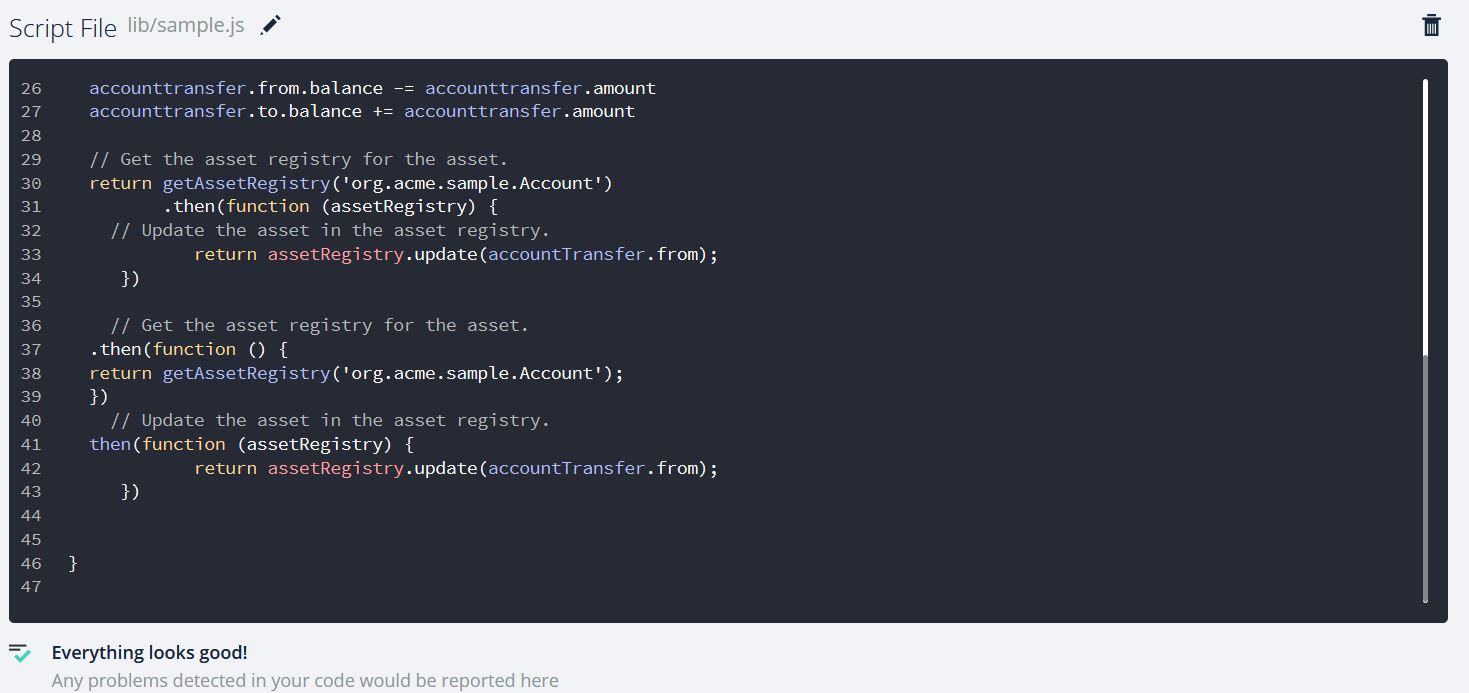 Script File lib/sample.js
26 accounttransfer.from.balance -= accounttransfer.amount
27 accounttransfer.to.balance += accounttransfer.amount
28
29 // Get the asset registry for the asset.
30 return getAssetRegistry('org.acme.sample.Account')
31 .then(function (assetRegistry) {
32 // Update the asset in the asset registry.
33 return assetRegistry.update(accountTransfer.from);
34 })
35
36 // Get the asset registry for the asset.
37 .then(function () {
38 return getAssetRegistry('org.acme.sample.Account');
39 })
40 // Update the asset in the asset registry.
41 then(function (assetRegistry) {
42 return assetRegistry.update(accountTransfer.from);
43 })
44
45
46 }
47
Everything looks good!
Any problems detected in your code would be reported here